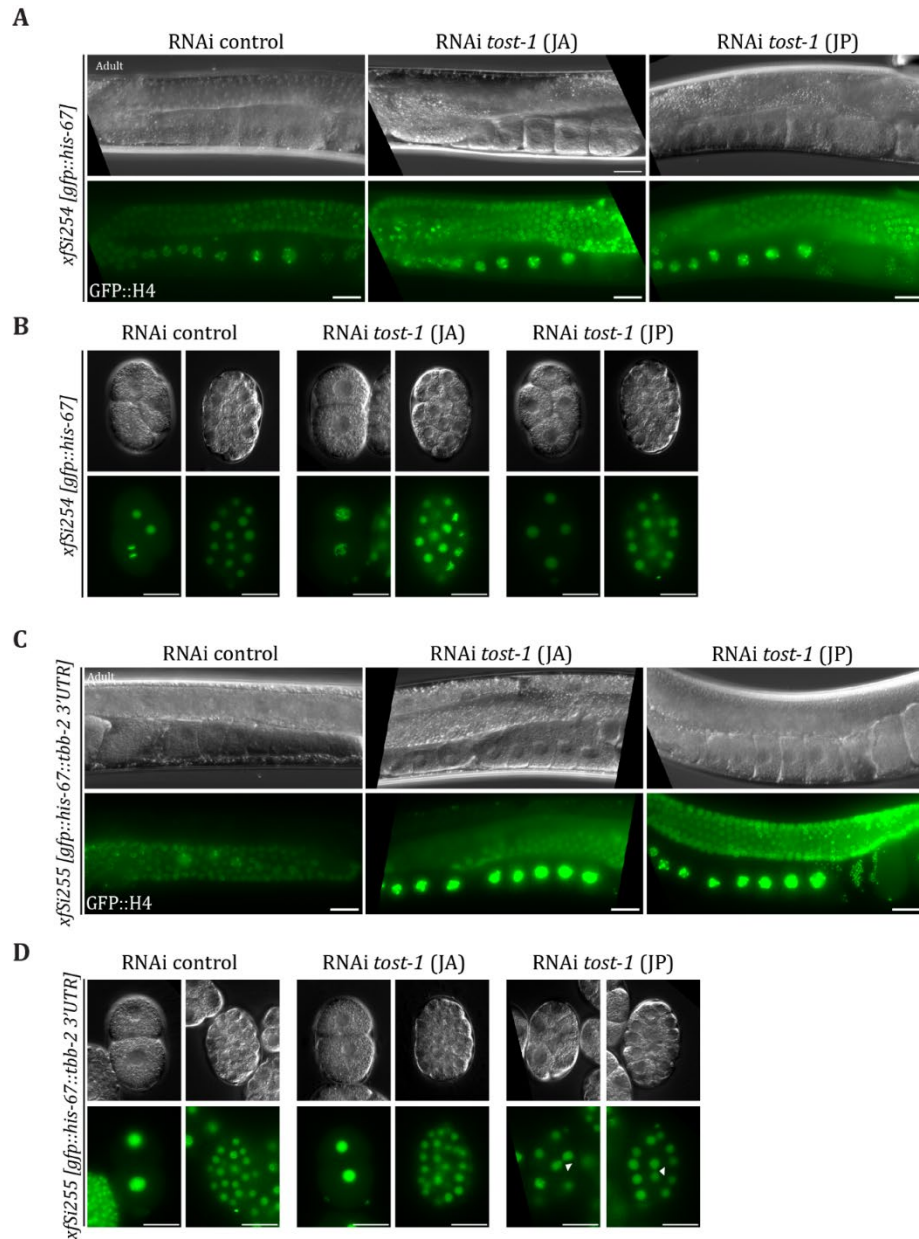 A
RNAi control
RNAi tost-1 (JA)
RNAi tost-1 (JP)
xfSi254 [gfp::his-67]
Adult
GFP::H4
B
RNAi control
RNAi tost-1 (JA)
RNAi tost-1 (JP)
xfSi254 [gfp::his-67]
C
RNAi control
RNAi tost-1 (JA)
RNAi tost-1 (JP)
xfSi255 [gfp::his-67::tbb-2 3'UTR]
Adult
GFP::H4
D
RNAi control
RNAi tost-1 (JA)
RNAi tost-1 (JP)
xfSi255 [gfp::his-67::tbb-2 3'UTR]